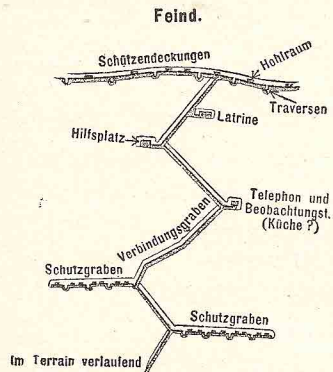 Feind.
Schützendeckungen
Hohlraum
Traversen
Latrine
Hilfsplatz
Telephon und
Beobachtungst.
(Küche?)
Verbindungsgraben
Schutzgraben
Schutzgraben
Im Terrain verlaufend